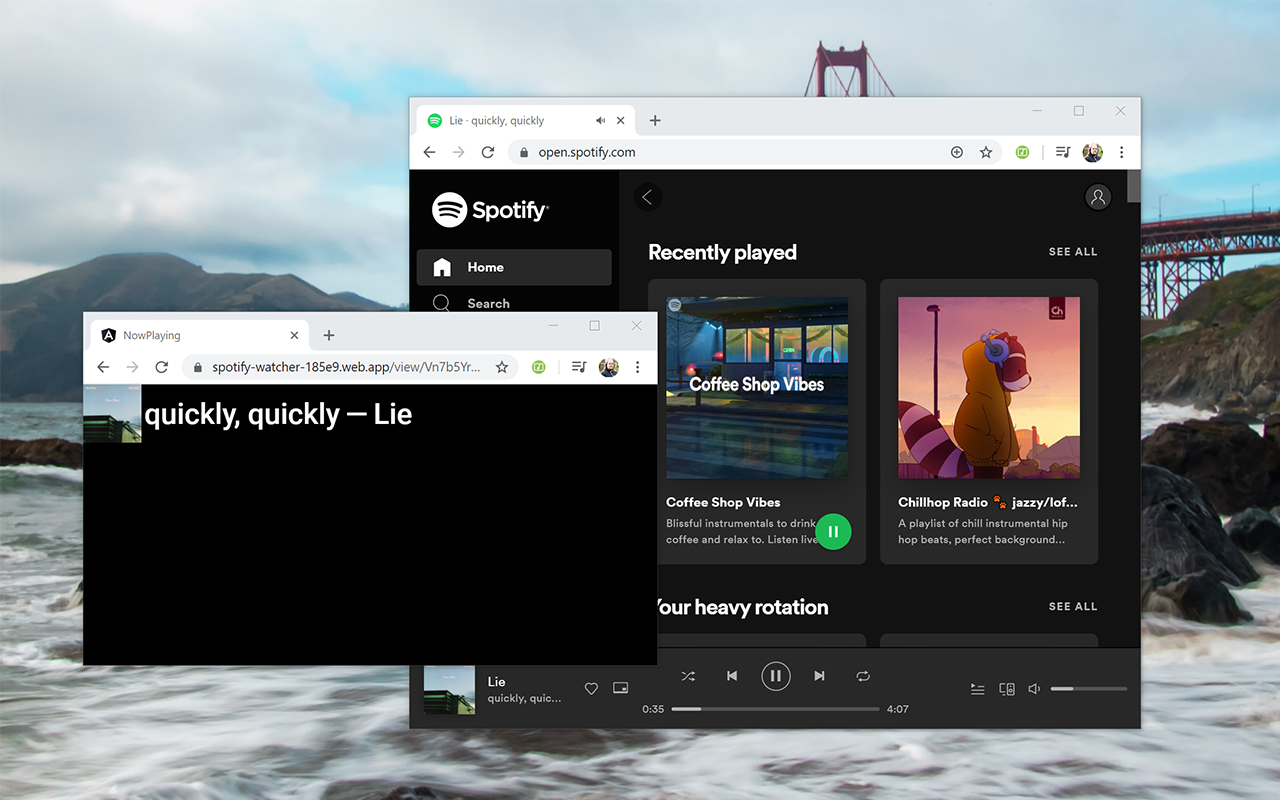 Lie · quickly, quickly
open.spotify.com
Spotify®
Home
Search
Recently played
SEE ALL
Coffee Shop Vibes
Ch
Coffee Shop Vibes
Blissful instrumentals to drink
coffee and relax to. Listen live
Chillhop Radio 🐾 jazzy/lof...
A playlist of chill instrumental hip
hop beats, perfect background...
Your heavy rotation
SEE ALL
NowPlaying
spotify-watcher-185e9.web.app/view/Vn7b5Yr...
quickly, quickly — Lie
Lie
quickly, quic...
0:35
4:07